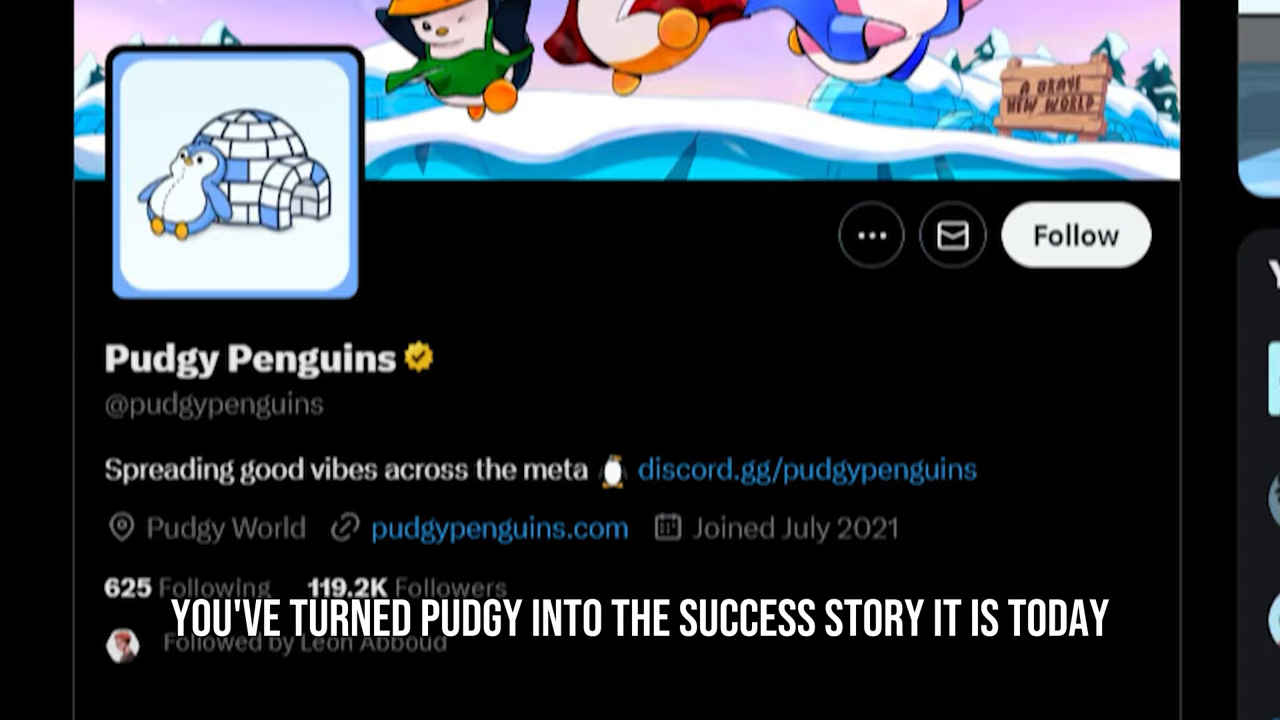 A BRAVE
NEW WORLD
Follow
Pudgy Penguins
@pudgypenguins
Spreading good vibes across the meta 🐧 discord.gg/pudgypenguins
Pudgy World pudgypenguins.com Joined July 2021
625 Following 119.2K Followers
YOU'VE TURNED PUDGY INTO THE SUCCESS STORY IT IS TODAY
Followed by Leon Abboud